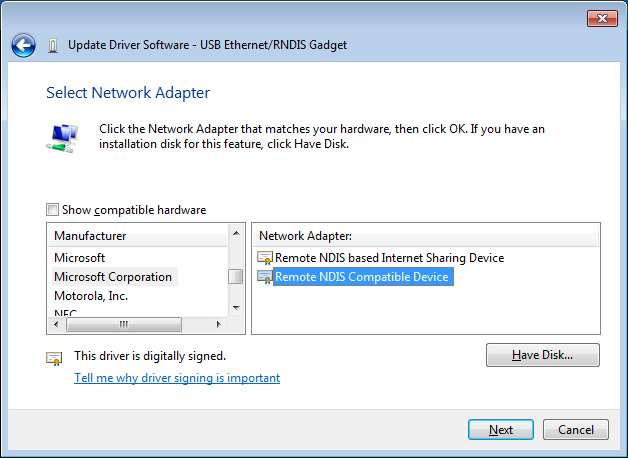 Update Driver Software - USB Ethernet/RNDIS Gadget
Select Network Adapter
Click the Network Adapter that matches your hardware, then click OK. If you have an
installation disk for this feature, click Have Disk.
Show compatible hardware
Manufacturer
Microsoft
Microsoft Corporation
Motorola, Inc.
NEC
Network Adapter:
Remote NDIS based Internet Sharing Device
Remote NDIS Compatible Device
This driver is digitally signed.
Tell me why driver signing is important
Have Disk...
Next
Cancel